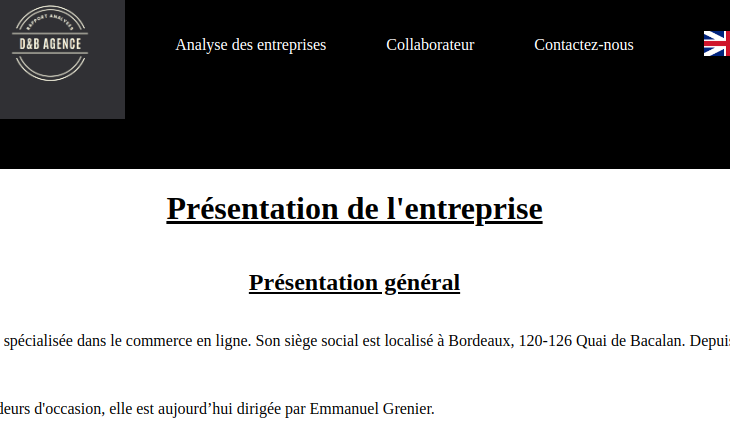 RAPPORT ANALYSES
D&B AGENCE
Analyse des entreprises Collaborateur Contactez-nous
Présentation de l'entreprise
Présentation général
spécialisée dans le commerce en ligne. Son siège social est localisé à Bordeaux, 120-126 Quai de Bacalan. Depuis
deurs d'occasion, elle est aujourd’hui dirigée par Emmanuel Grenier.